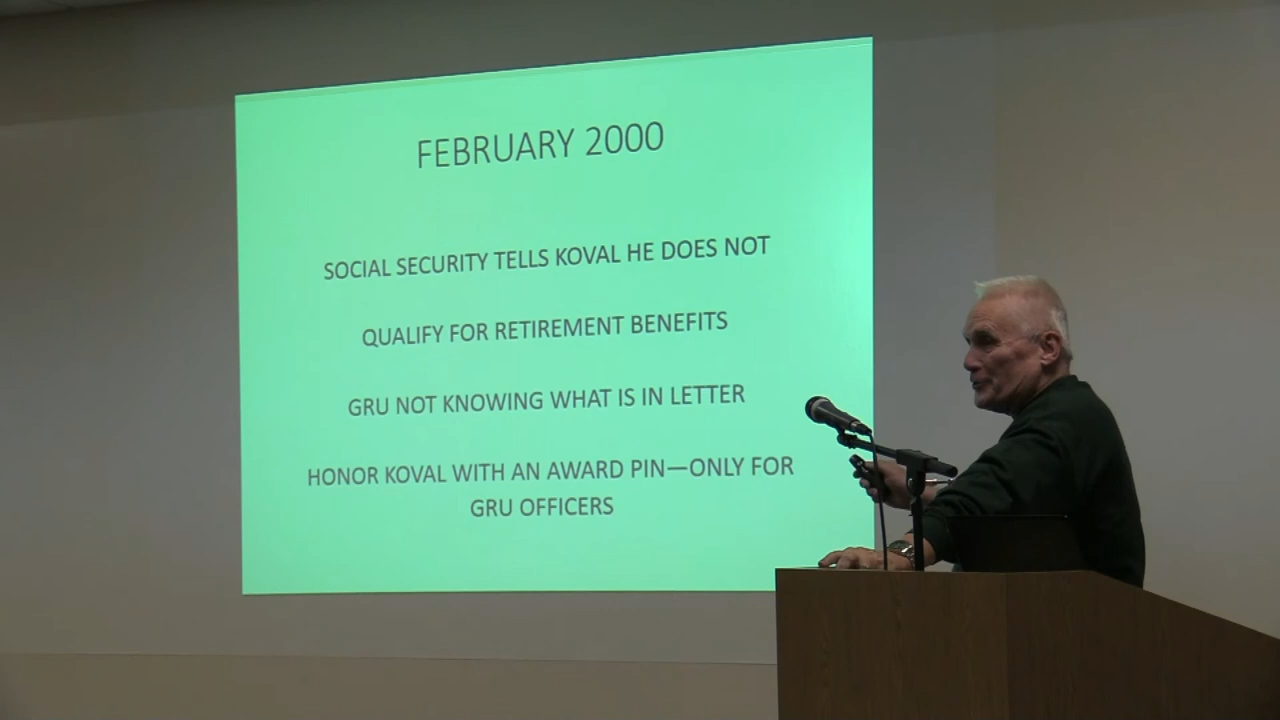 FEBRUARY 2000
SOCIAL SECURITY TELLS KOVAL HE DOES NOT
QUALIFY FOR RETIREMENT BENEFITS
GRU NOT KNOWING WHAT IS IN LETTER
HONOR KOVAL WITH AN AWARD PIN—ONLY FOR
GRU OFFICERS